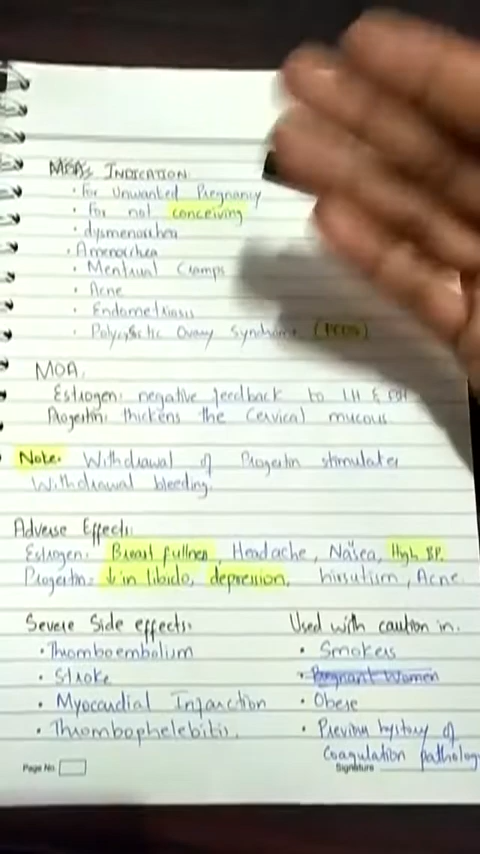 MOA's INDICATION:
• For Unwanted Pregnancy
• For not conceiving
• dysmenorrhea
• Amenorrhea
• Menstrual Cramps
• Acne
• Endometriosis
• Polycystic Ovary Syndrome (PCOS)
MOA.
Estrogen: negative feedback to LH & FSH
Progestin: thickens the Cervical mucous
Note. Withdrawal of Progestin stimulates
Withdrawal bleeding.
Adverse Effect:
Estrogen: Breast fullness, Headache, Nausea, High BP.
Progestin: ↓ in libido, depression, hirsutism, Acne.
Severe Side effects.
Used with caution in.
• Thromboembolism
• Smokers
• Stroke
• Pregnant Women
• Myocardial Infarction
• Obese
• Thrombophelebitis.
• Previous history of
Coagulation pathology
Page No.
Signature